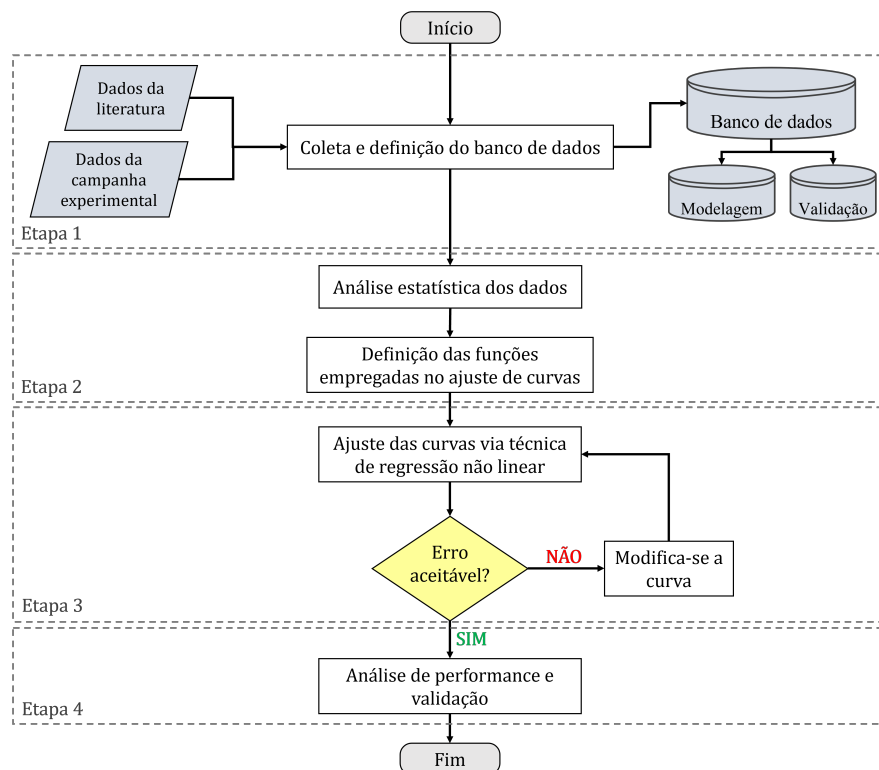 Início
Dados da
literatura
Dados da
campanha
experimental
Coleta e definição do banco de dados
Banco de dados
Modelagem
Validação
Etapa 1
Análise estatística dos dados
Definição das funções
empregadas no ajuste de curvas
Etapa 2
Ajuste das curvas via técnica
de regressão não linear
Erro
aceitável?
NÃO
Modifica-se a
curva
Etapa 3
SIM
Análise de performance e
validação
Etapa 4
Fim